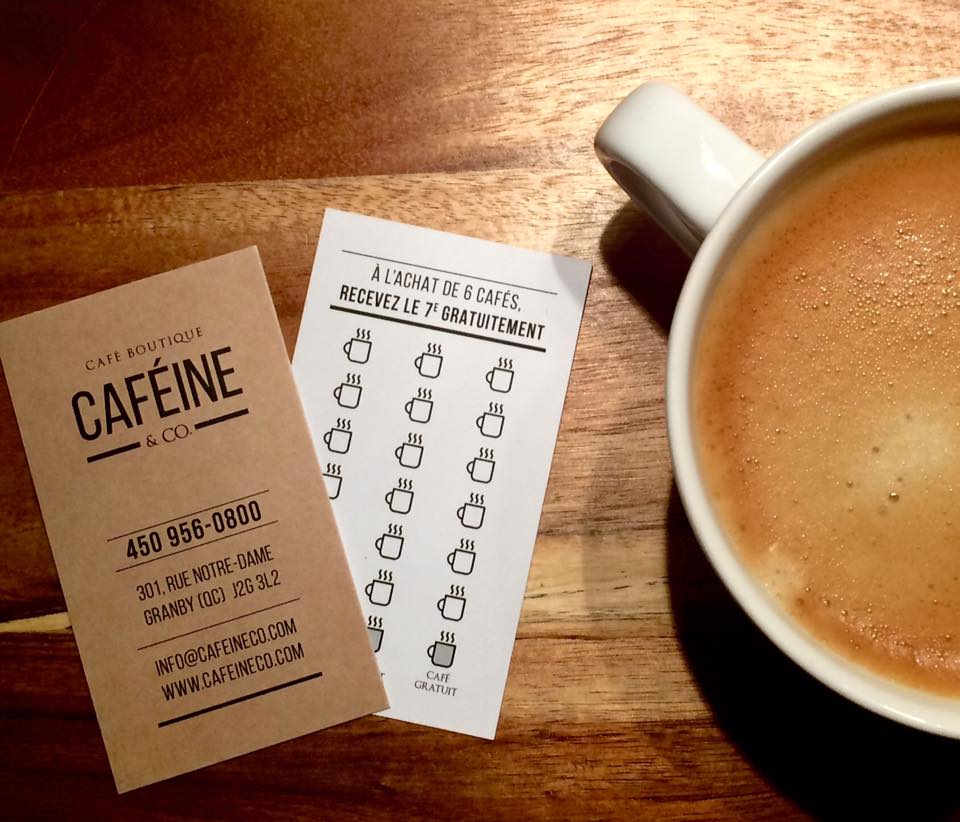 CAFÉ BOUTIQUE
CAFÉINE
& CO.
450 956-0800
301, RUE NOTRE-DAME
GRANBY (QC) J2G 3L2
INFO@CAFEINECO.COM
WWW.CAFEINECO.COM
À L'ACHAT DE 6 CAFÉS,
RECEVEZ LE 7E GRATUITEMENT
CAFÉ
GRATUIT